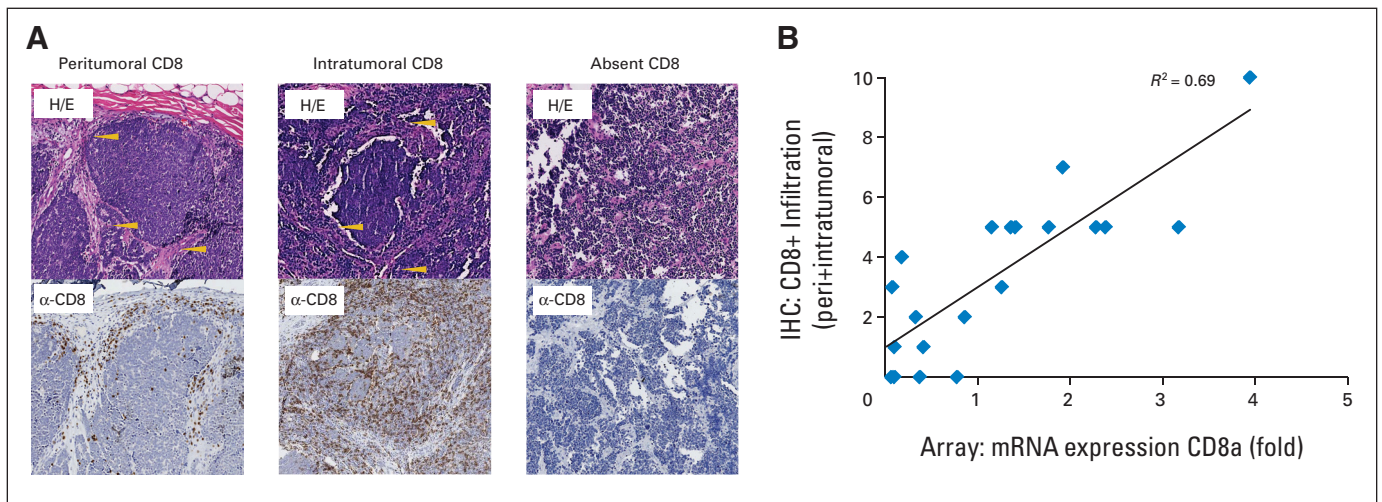 A
Peritumoral CD8
Intratumoral CD8
Absent CD8
H/E
H/E
H/E
α-CD8
α-CD8
α-CD8
B
R² = 0.69
IHC: CD8+ Infiltration
(peri+intratumoral)
10
8
6
4
2
0 1 2 3 4 5
Array: mRNA expression CD8a (fold)